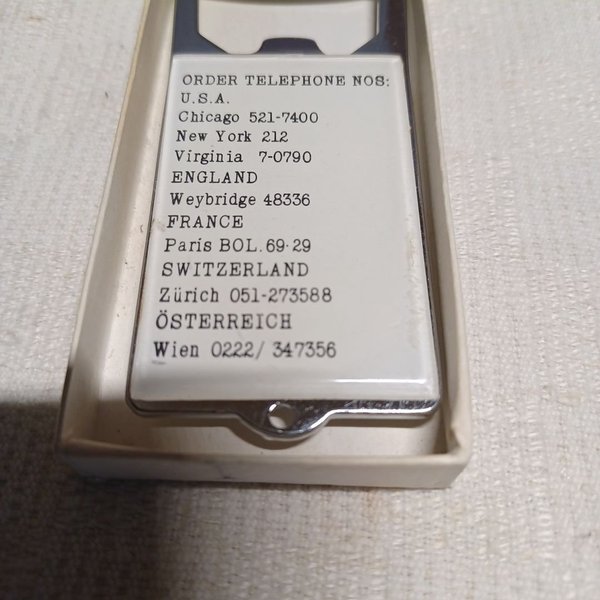 ORDER TELEPHONE NOS:
U.S.A.
Chicago 521-7400
New York 212
Virginia 7-0790
ENGLAND
Weybridge 48336
FRANCE
Paris BOL. 69·29
SWITZERLAND
Zürich 051-273588
ÖSTERREICH
Wien 0222/ 347356